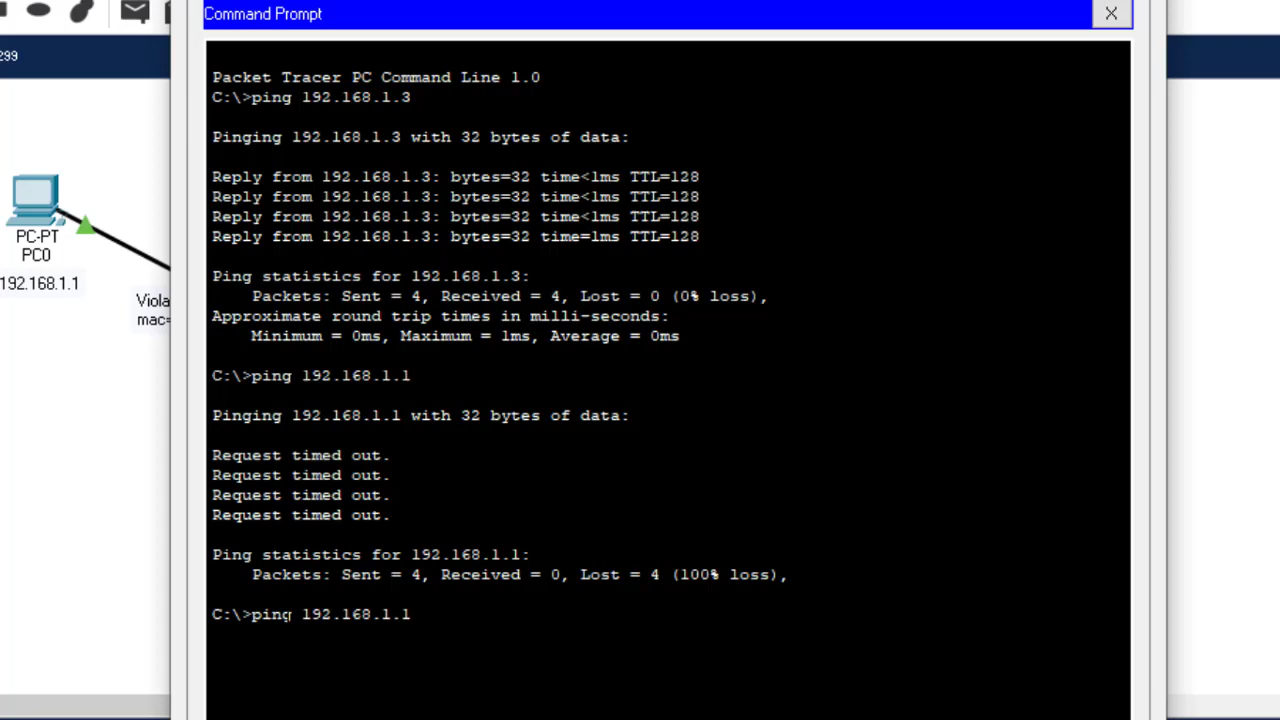 Command Prompt
X
299
Packet Tracer PC Command Line 1.0
C:\>ping 192.168.1.3
Pinging 192.168.1.3 with 32 bytes of data:
Reply from 192.168.1.3: bytes=32 time<1ms TTL=128
Reply from 192.168.1.3: bytes=32 time<1ms TTL=128
Reply from 192.168.1.3: bytes=32 time<1ms TTL=128
Reply from 192.168.1.3: bytes=32 time=1ms TTL=128
Ping statistics for 192.168.1.3:
Packets: Sent = 4, Received = 4, Lost = 0 (0% loss),
Approximate round trip times in milli-seconds:
Minimum = 0ms, Maximum = 1ms, Average = 0ms
C:\>ping 192.168.1.1
Pinging 192.168.1.1 with 32 bytes of data:
Request timed out.
Request timed out.
Request timed out.
Request timed out.
Ping statistics for 192.168.1.1:
Packets: Sent = 4, Received = 0, Lost = 4 (100% loss),
C:\>ping 192.168.1.1
PC-PT
PC0
192.168.1.1
Viola
mac=